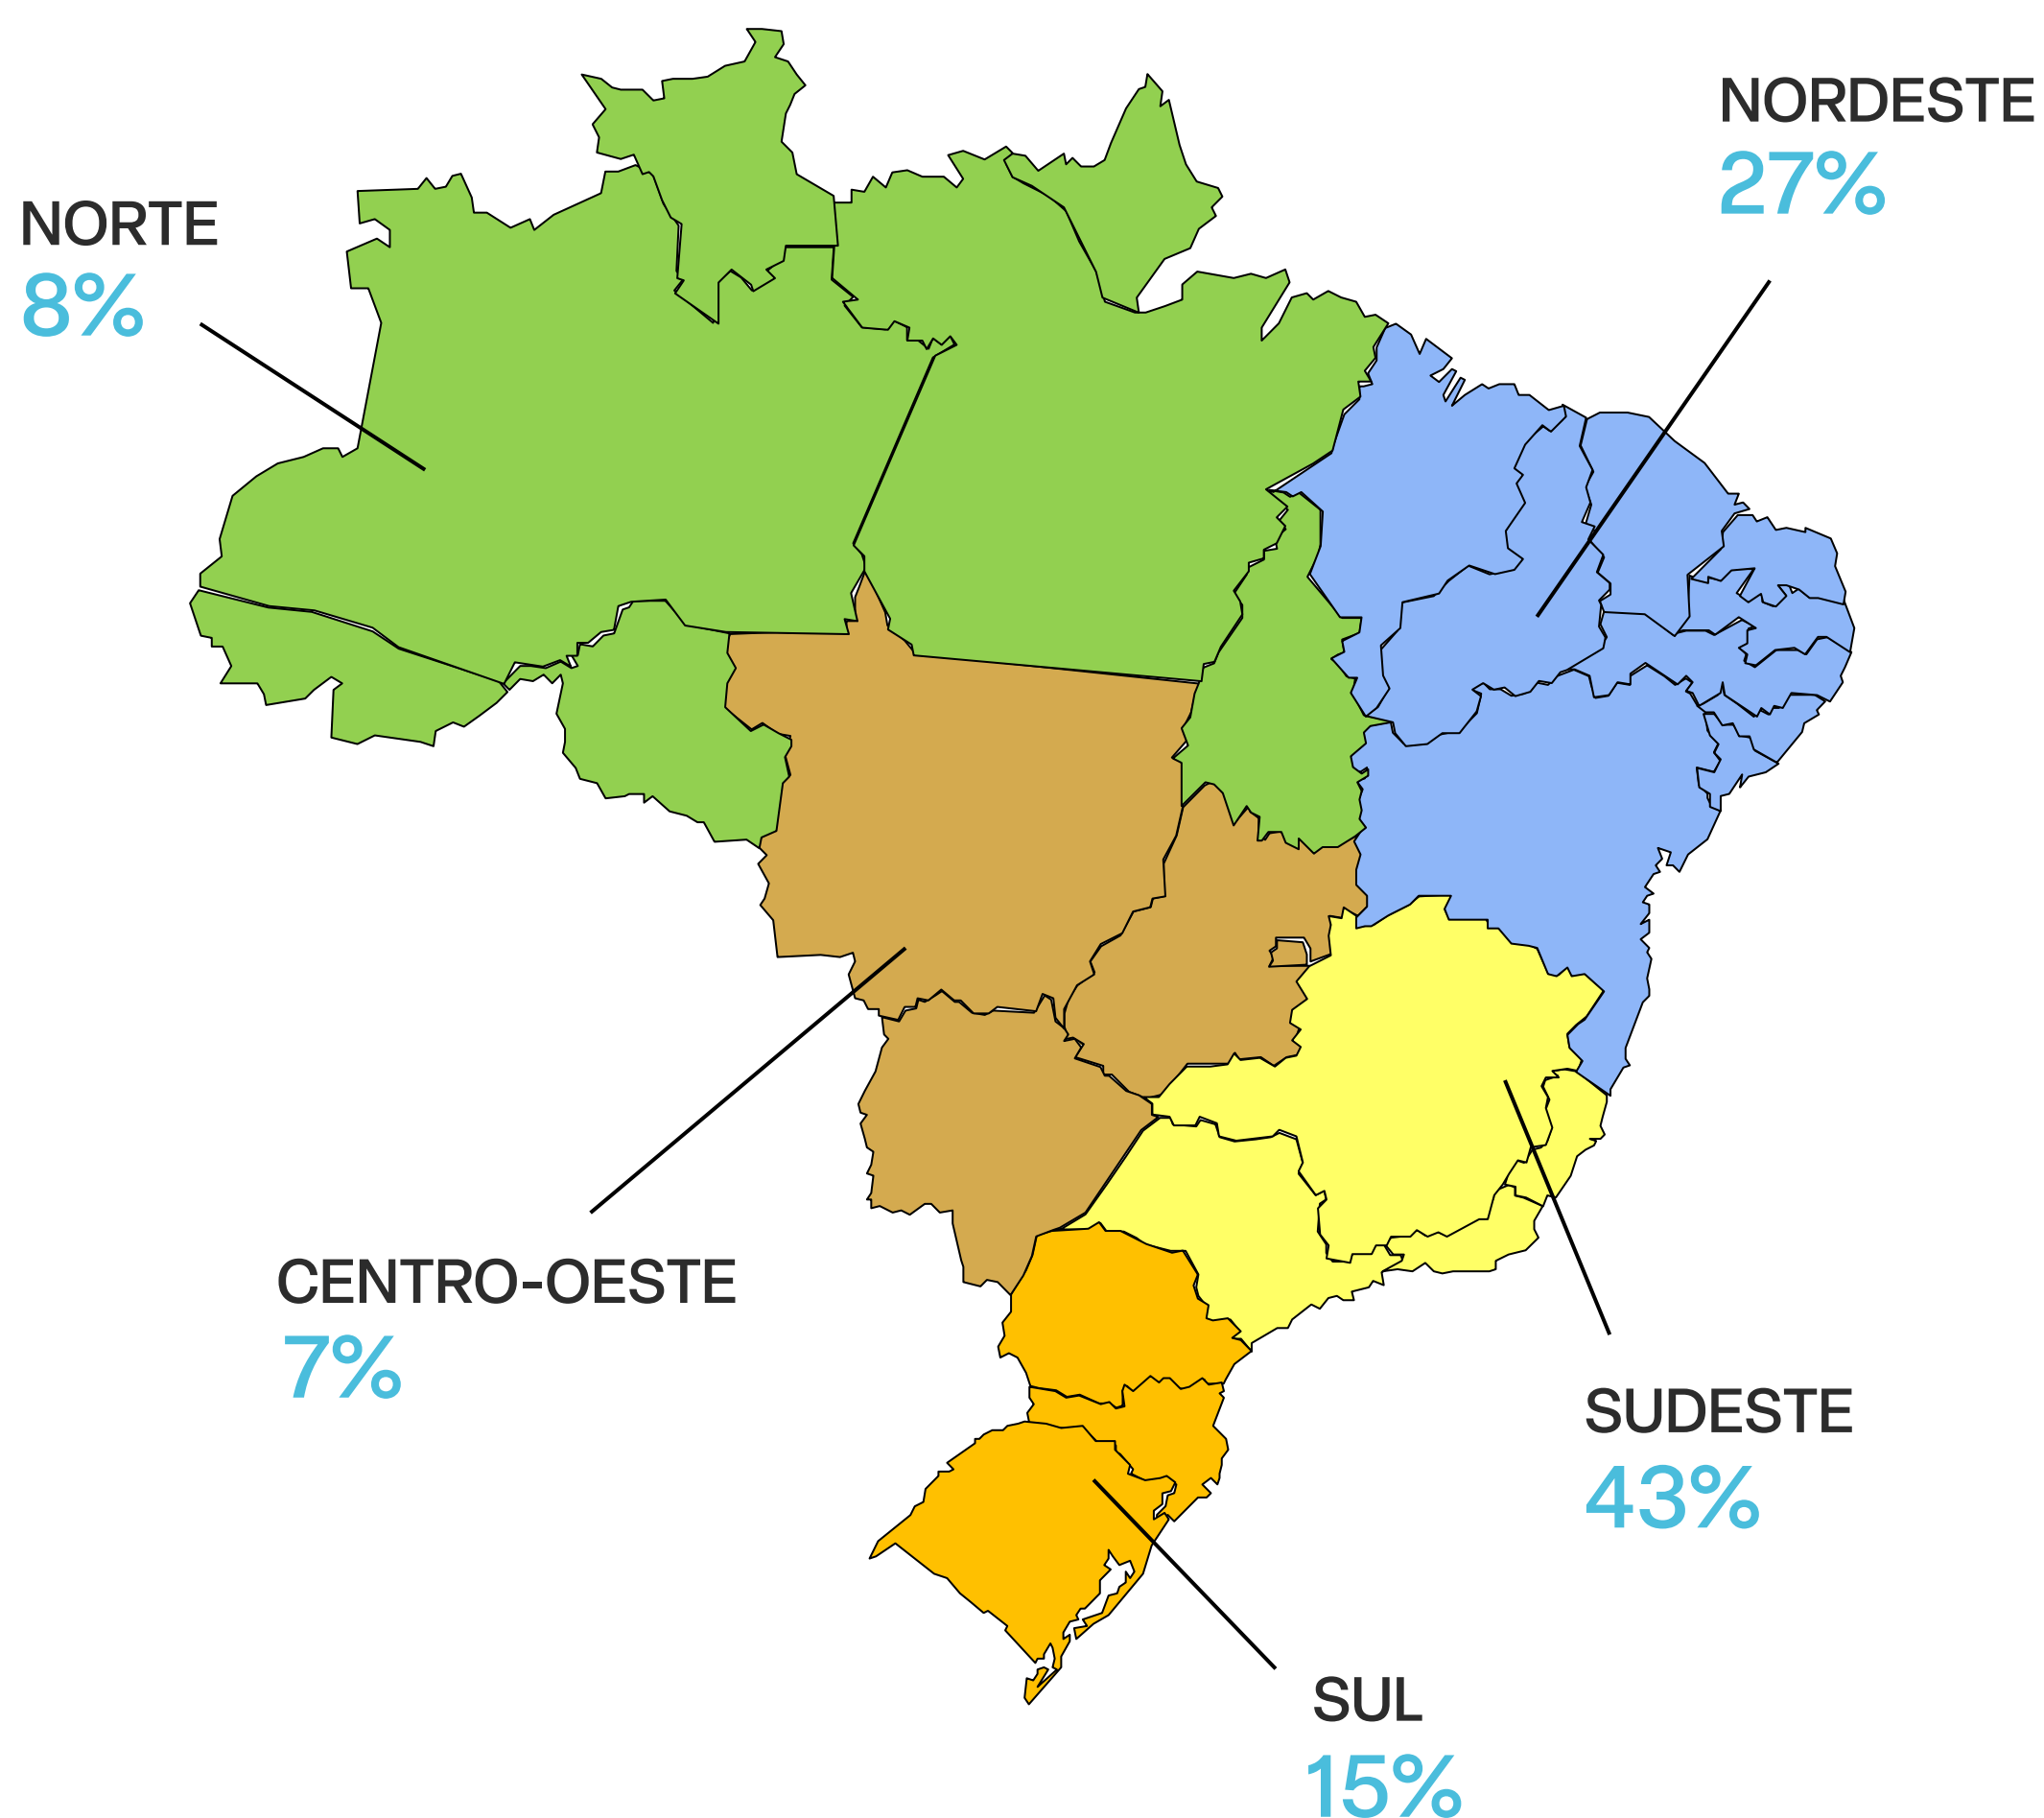 NORDESTE
27%
NORTE
8%
CENTRO-OESTE
7%
SUDESTE
43%
SUL
15%